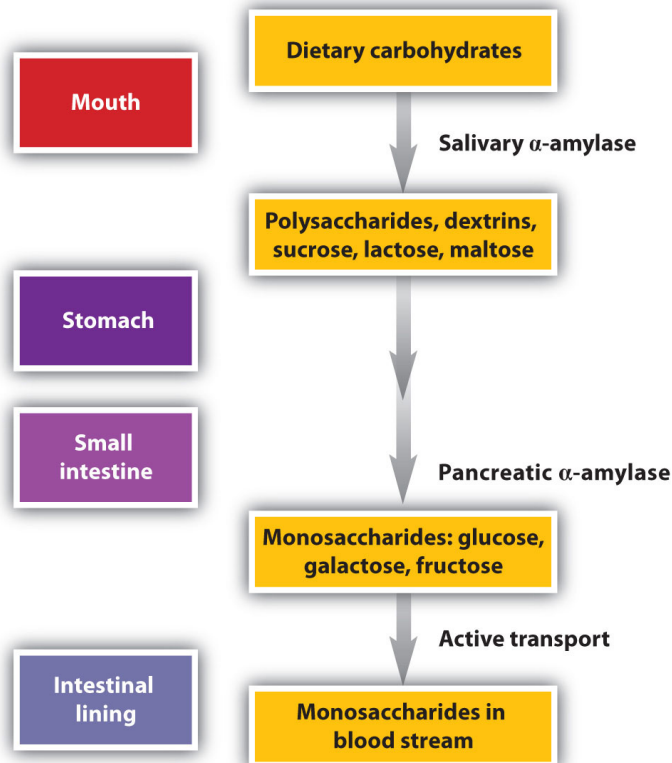 Dietary carbohydrates
Mouth
Salivary α-amylase
Polysaccharides, dextrins,
sucrose, lactose, maltose
Stomach
Small
intestine
Pancreatic α-amylase
Monosaccharides: glucose,
galactose, fructose
Active transport
Intestinal
lining
Monosaccharides in
blood stream